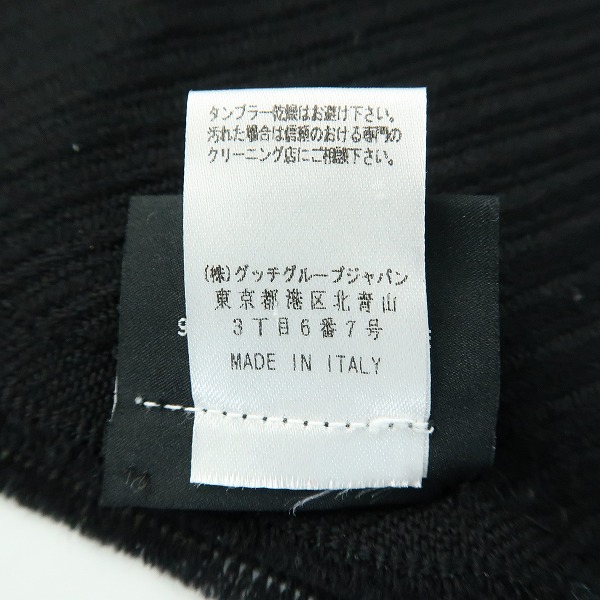 タンブラー乾燥はお避け下さい。
汚れた場合は信頼のおける専門の
クリーニング店にご相談下さい。
(株)グッチグループジャパン
東京都港区北青山
3丁目6番7号
MADE IN ITALY